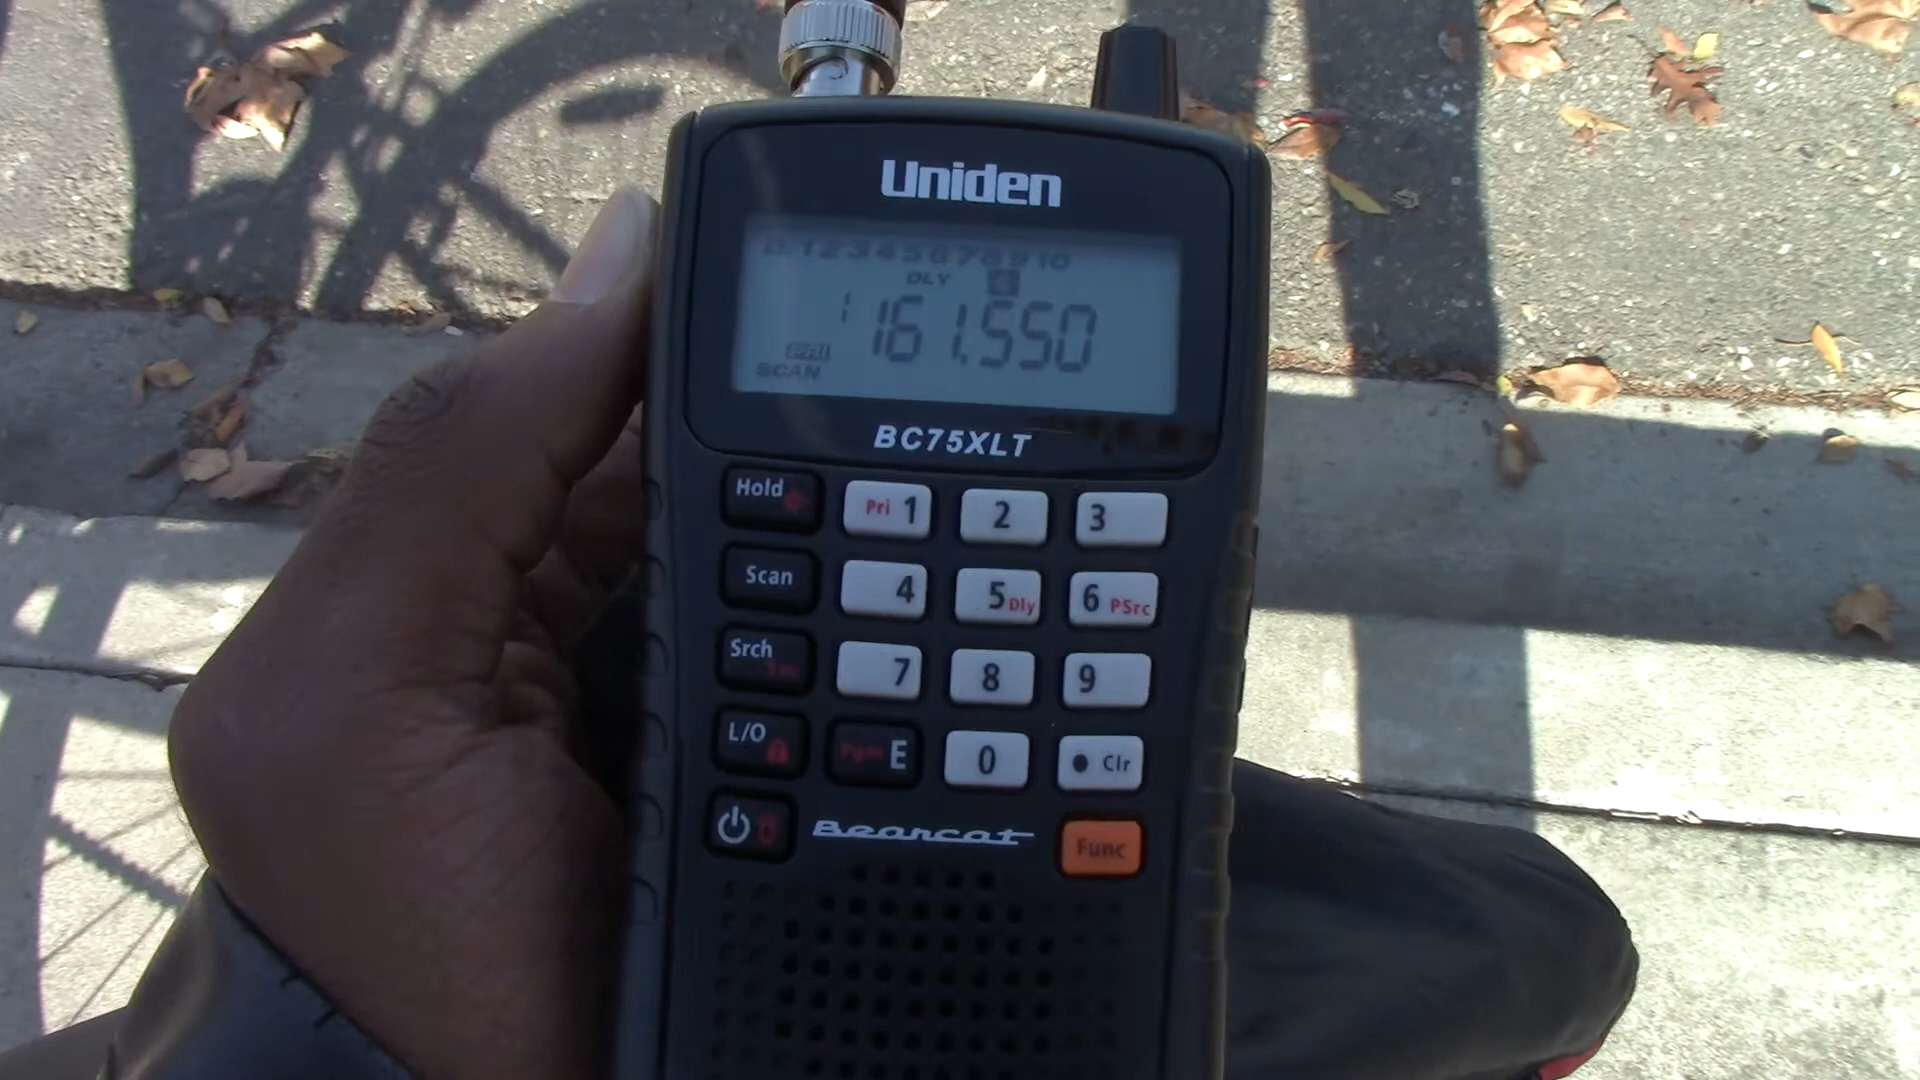 Uniden
12345678910
DLY
1 161.550
SCAN
BC75XLT
Hold Pri 1 2 3
Scan 4 5 Dly 6 PSrc
Srch 7 8 9
L/O Pgm E 0 • Clr
Bearcat Func